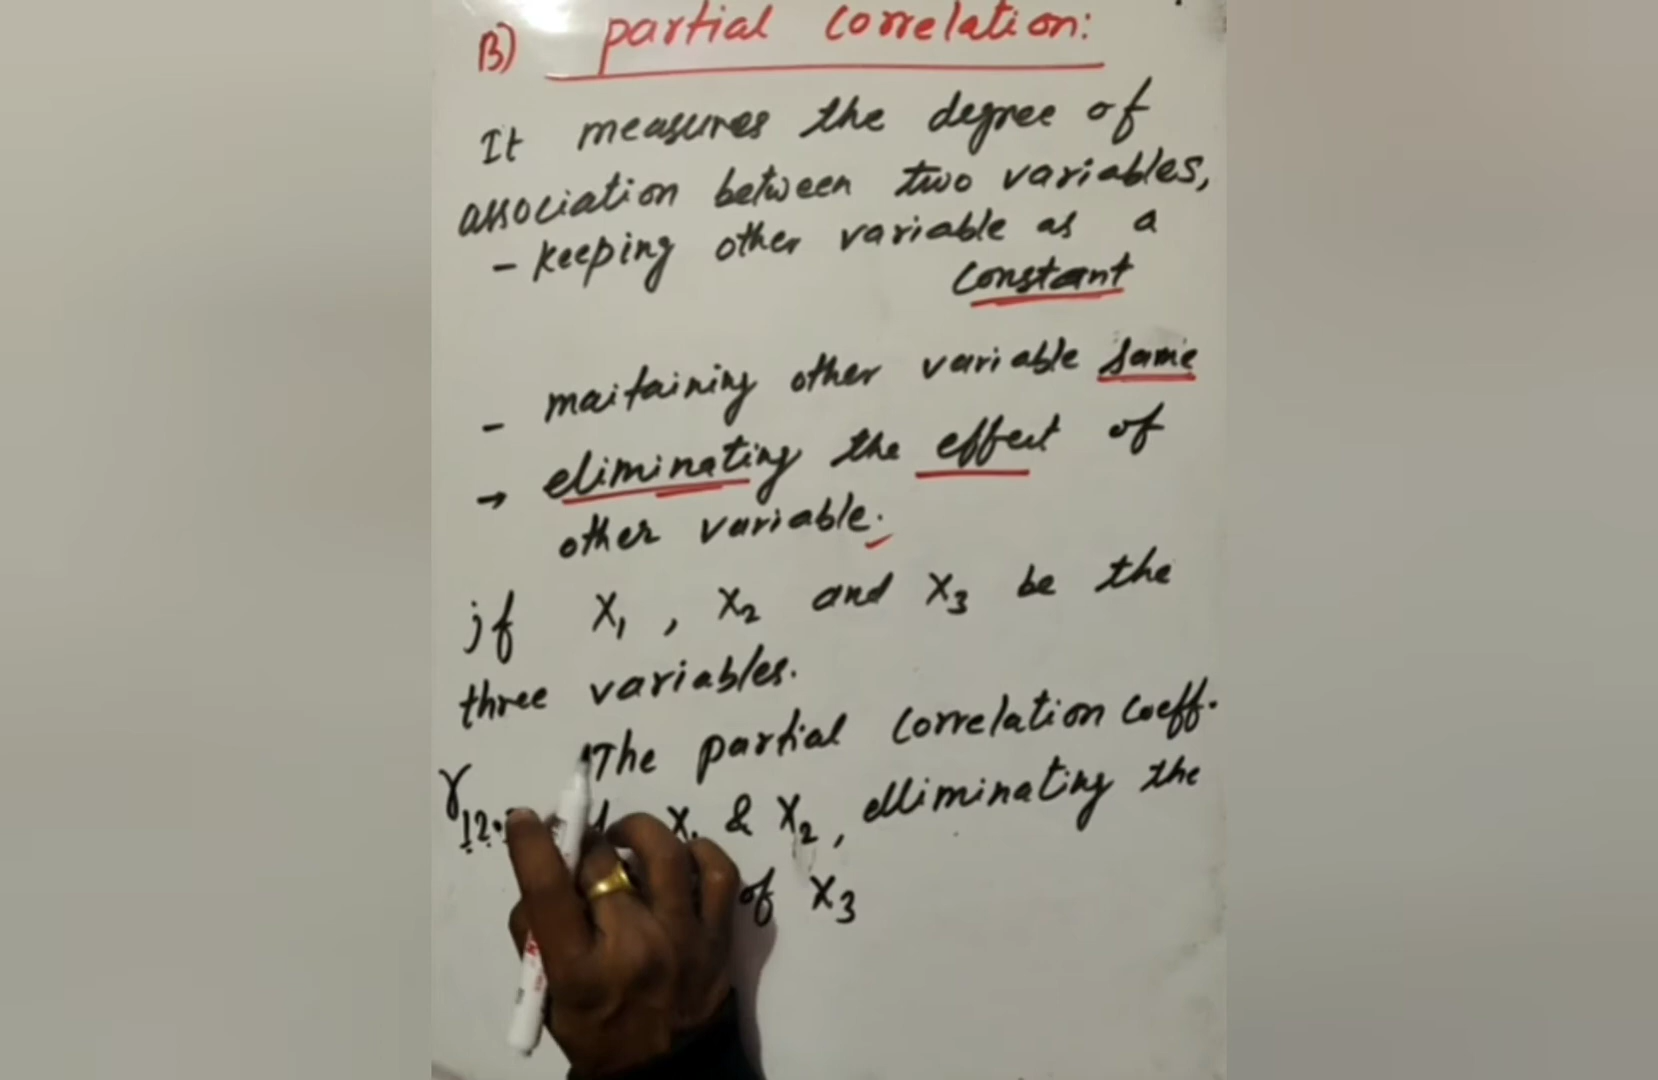 B) partial correlation:
It measures the degree of
association between two variables,
- keeping other variable as a
constant
- maitaining other variable same
→ eliminating the effect of
other variable.
if X₁, X₂ and X₃ be the
three variables.
The partial correlation coeff.
r₁₂. X₁ & X₂, elliminating the
of X₃